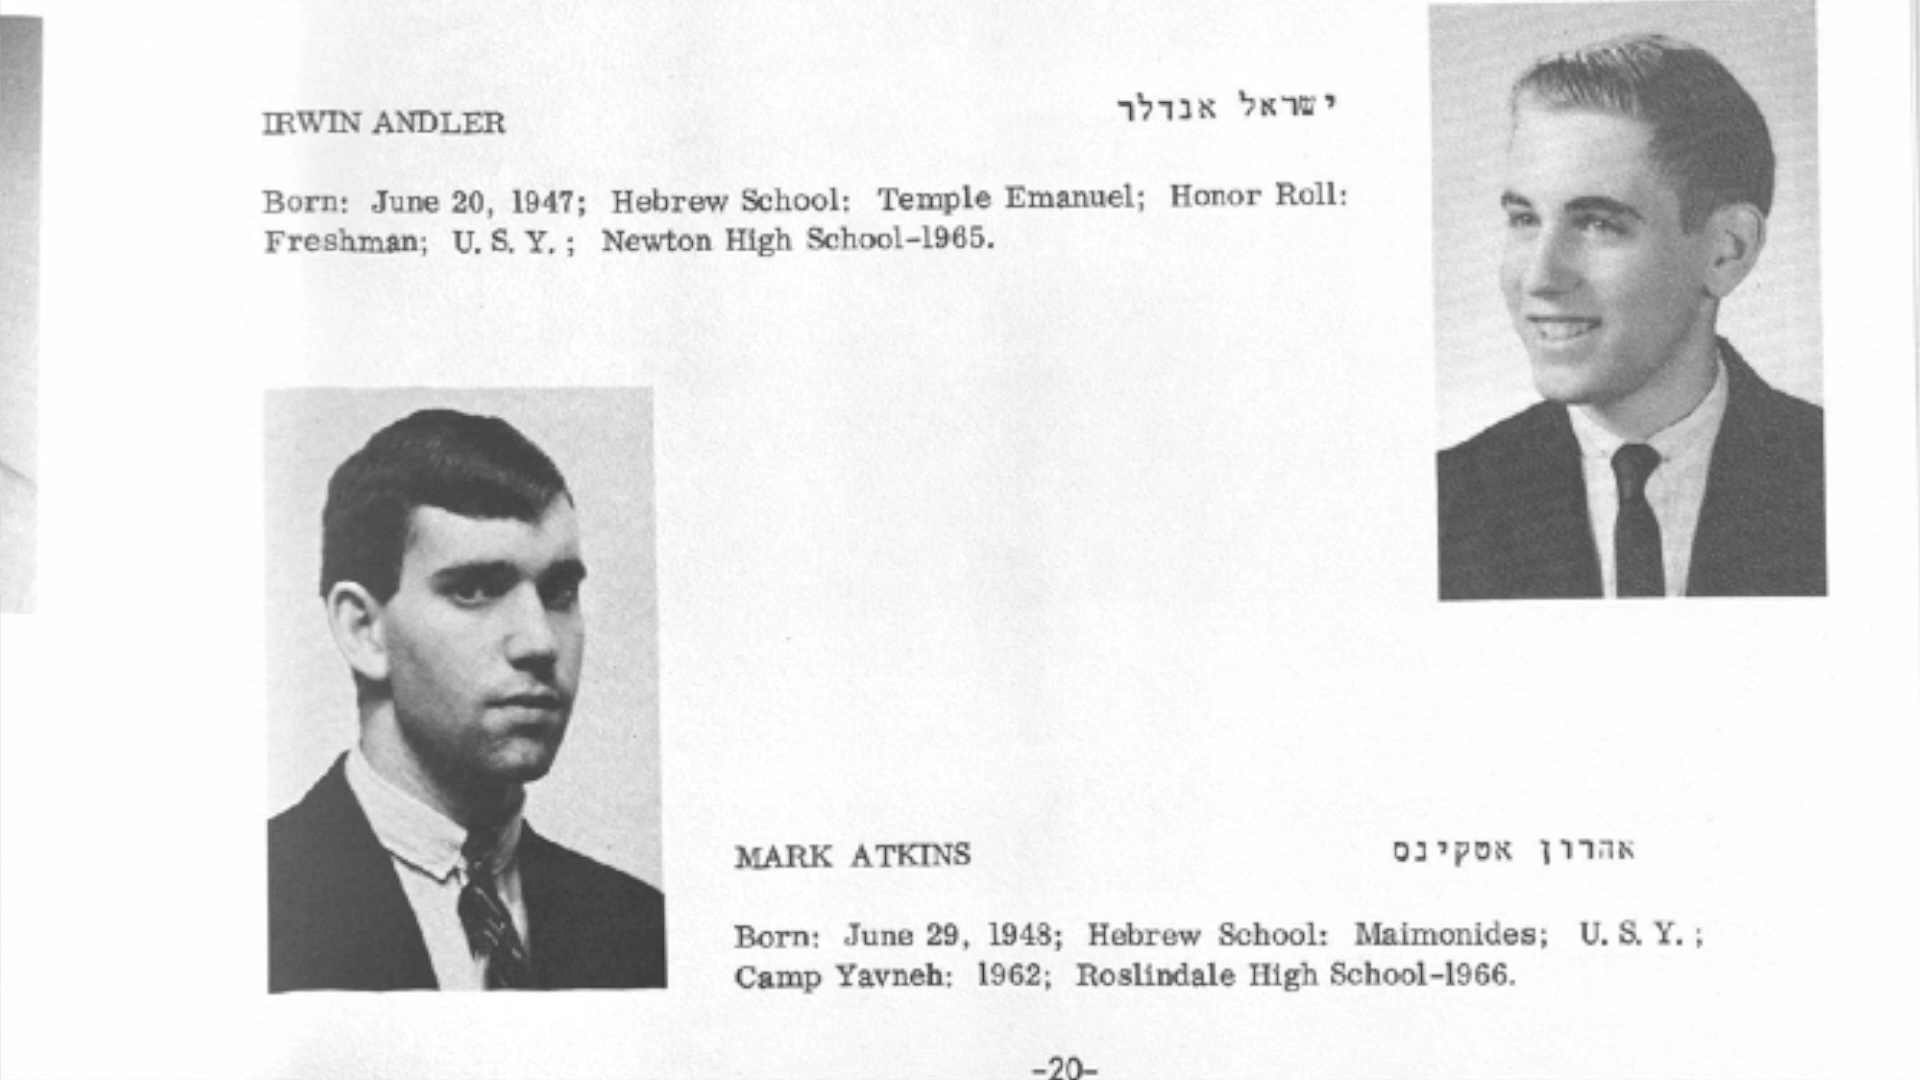 IRWIN ANDLER ישראל אנדלר
Born: June 20, 1947; Hebrew School: Temple Emanuel; Honor Roll:
Freshman; U. S. Y. ; Newton High School-1965.
MARK ATKINS אהרון אטקינס
Born: June 29, 1948; Hebrew School: Maimonides; U. S. Y. ;
Camp Yavneh: 1962; Roslindale High School-1966.
-20-